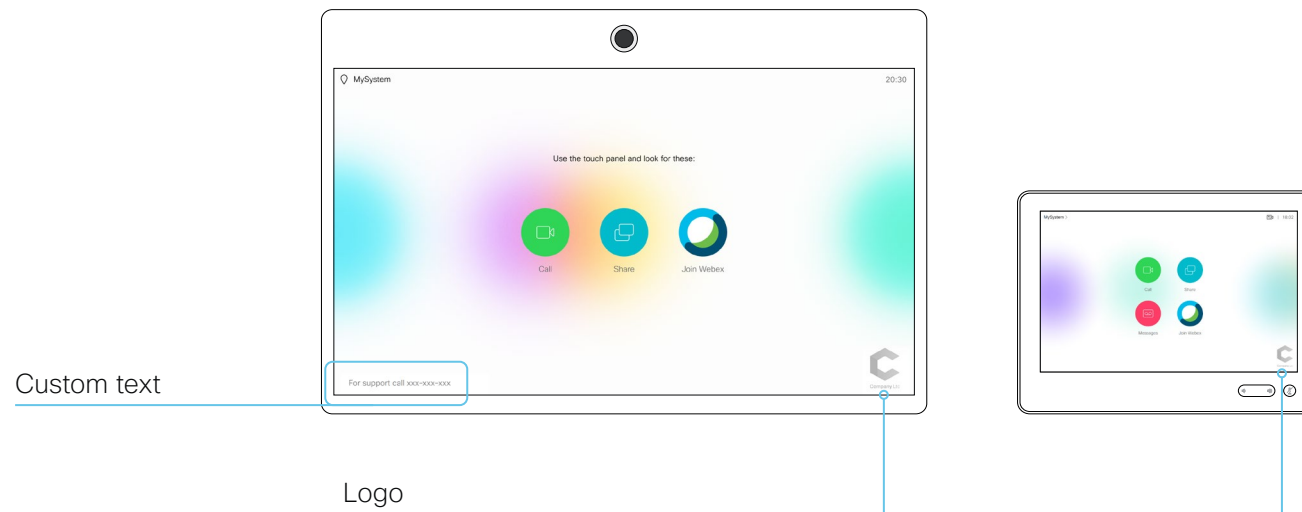 MySystem
20:30
Use the touch panel and look for these:
Call
Share
Join Webex
For support call xxx-xxx-xxx
Custom text
Logo
MySystem
Call
Share
Messages
Join Webex